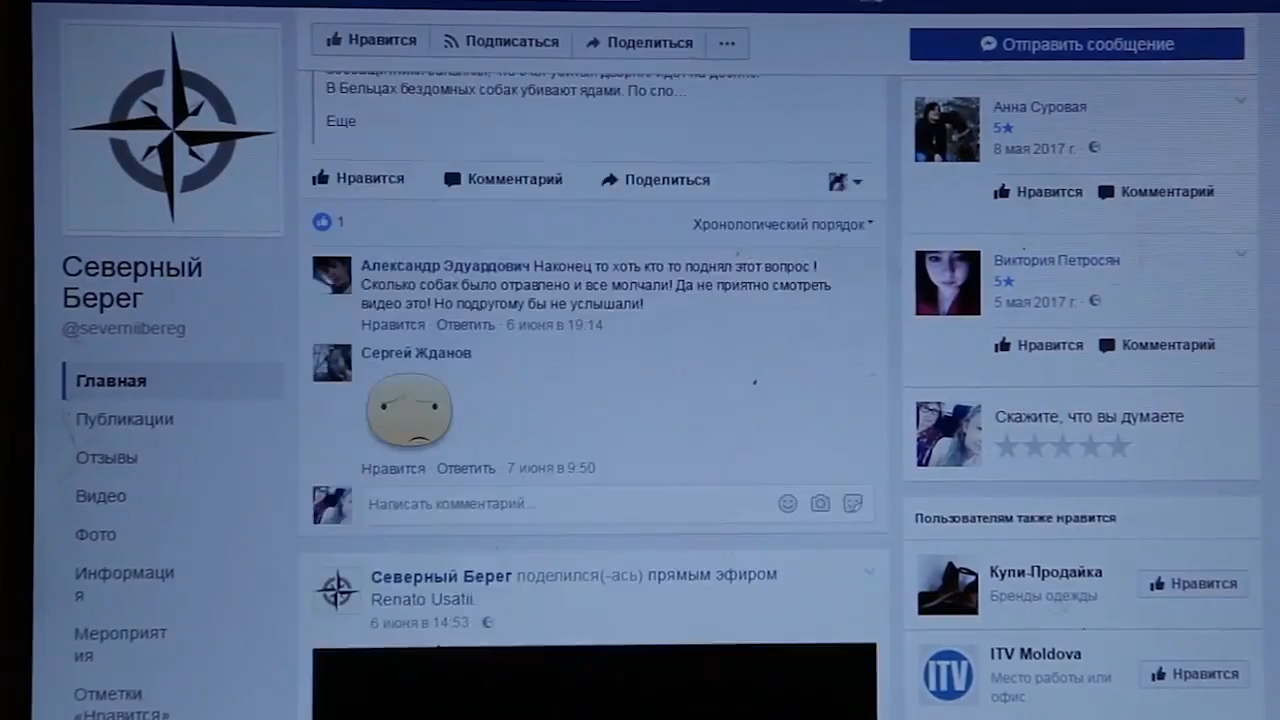 Нравится
Подписаться
Поделиться
Отправить сообщение
В Бельцах бездомных собак убивают ядами. По сло...
Еще
Нравится
Комментарий
Поделиться
1
Хронологический порядок
Александр Эдуардович Наконец то хоть кто то поднял этот вопрос !
Сколько собак было отравлено и все молчали! Да не приятно смотреть
видео это! Но подругому бы не услышали!
Нравится · Ответить · 6 июня в 19:14
Сергей Жданов
Нравится · Ответить · 7 июня в 9:50
Написать комментарий...
Северный Берег поделился(-ась) прямым эфиром
Renato Usatii.
6 июня в 14:53
Северный
Берег
@severniibereg
Главная
Публикации
Отзывы
Видео
Фото
Информаци
я
Мероприят
ия
Отметки
«Нравится»
Анна Суровая
5★
8 мая 2017 г. ·
Нравится
Комментарий
Виктория Петросян
5★
5 мая 2017 г. ·
Нравится
Комментарий
Скажите, что вы думаете
Пользователям также нравится
Купи-Продайка
Бренды одежды
Нравится
ITV
ITV Moldova
Место работы или
офис
Нравится